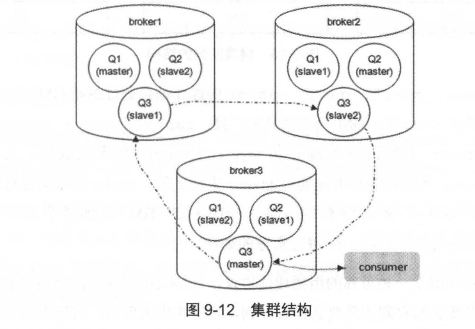 broker1
broker2
Q1
(master)
Q2
(slave2)
Q3
(slave1)
Q1
(slave1)
Q2
(master)
Q3
(slave2)
broker3
Q1
(slave2)
Q2
(slave1)
Q3
(master)
consumer
图 9-12 集群结构